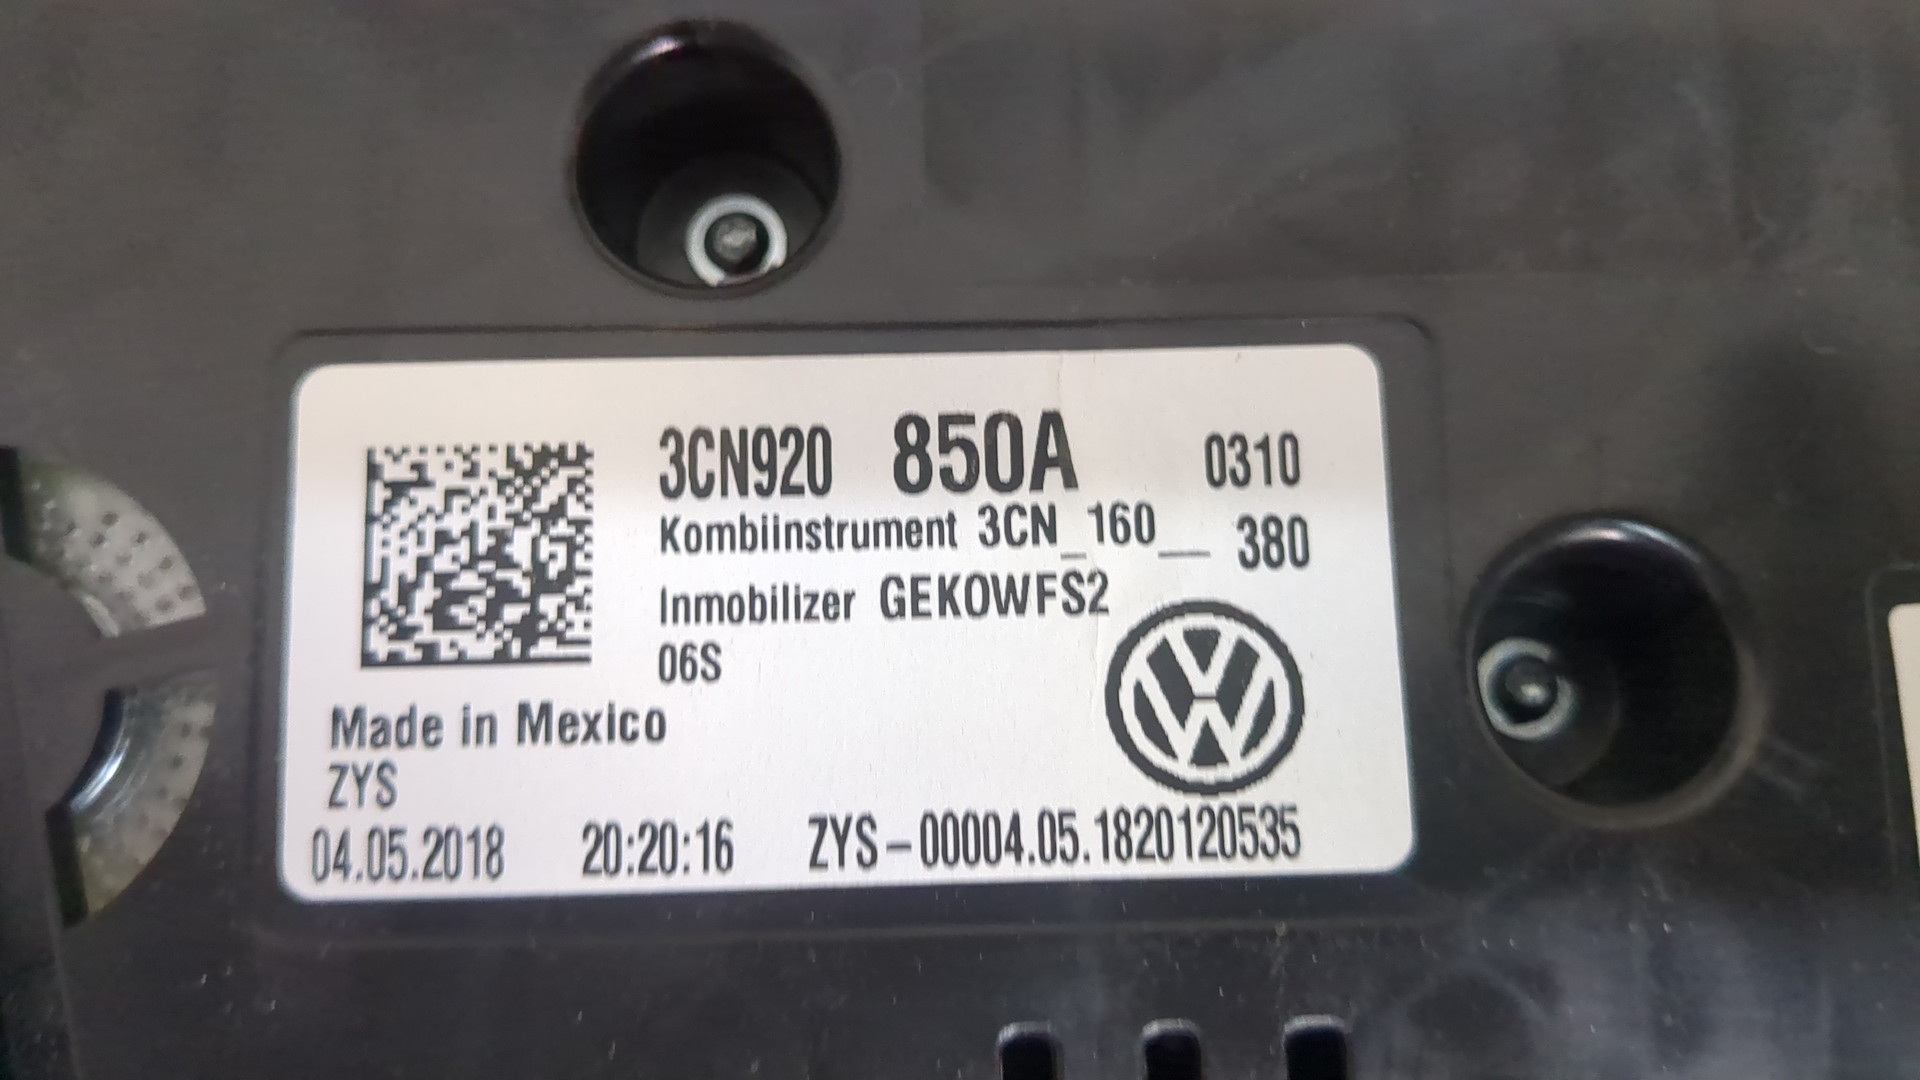 3CN920 850A 0310
Kombiinstrument 3CN_160__ 380
Inmobilizer GEKOWFS2
06S
Made in Mexico
ZYS
04.05.2018 20:20:16 ZYS-00004.05.1820120535